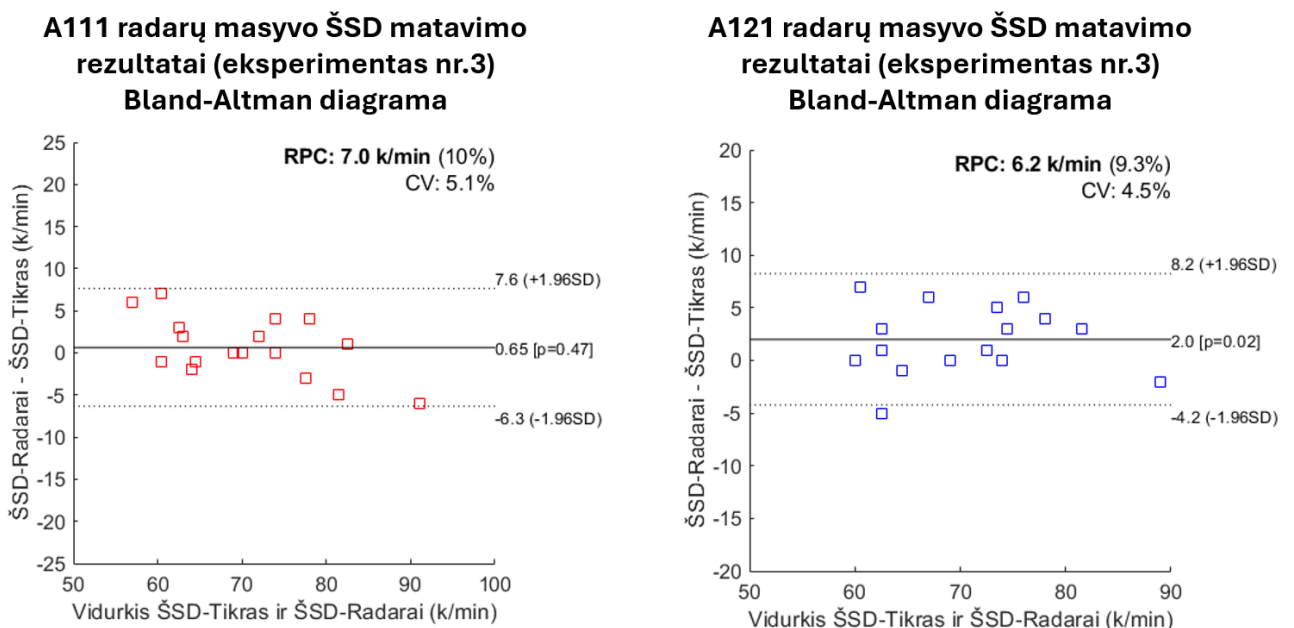 A111 radarų masyvo ŠSD matavimo
rezultatai (eksperimentas nr.3)
Bland-Altman diagrama
RPC: 7.0 k/min (10%)
CV: 5.1%
25
20
15
10
5
0
-5
-10
-15
-20
-25
ŠSD-Radarai - ŠSD-Tikras (k/min)
7.6 (+1.96SD)
0.65 [p=0.47]
-6.3 (-1.96SD)
50 60 70 80 90 100
Vidurkis ŠSD-Tikras ir ŠSD-Radarai (k/min)
A121 radarų masyvo ŠSD matavimo
rezultatai (eksperimentas nr.3)
Bland-Altman diagrama
RPC: 6.2 k/min (9.3%)
CV: 4.5%
20
15
10
5
0
-5
-10
-15
-20
ŠSD-Radarai - ŠSD-Tikras (k/min)
8.2 (+1.96SD)
2.0 [p=0.02]
-4.2 (-1.96SD)
50 60 70 80 90
Vidurkis ŠSD-Tikras ir ŠSD-Radarai (k/min)